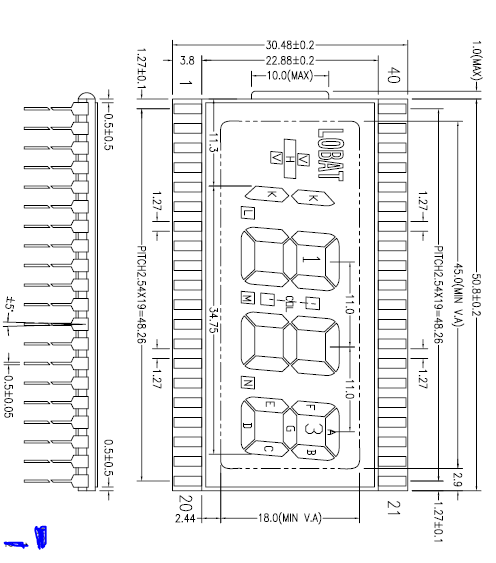 30.48±0.2
3.8
22.88±0.2
10.0(MAX)
1.0(MAX)
1.27±0.1
1
40
0.5±0.5
11.3
LOBAT
V
H
V
K
K
L
1.27
1.27
PITCH2.54X19=48.26
PITCH2.54X19=48.26
45.0(MIN V.A)
50.8±0.2
1
M
COL
11.0
34.75
11.0
±5°
0.5±0.05
1.27
1.27
N
E
F
A
3
G
D
C
B
0.5±0.5
2.9
20
21
2.44
18.0(MIN V.A)
1.27±0.1